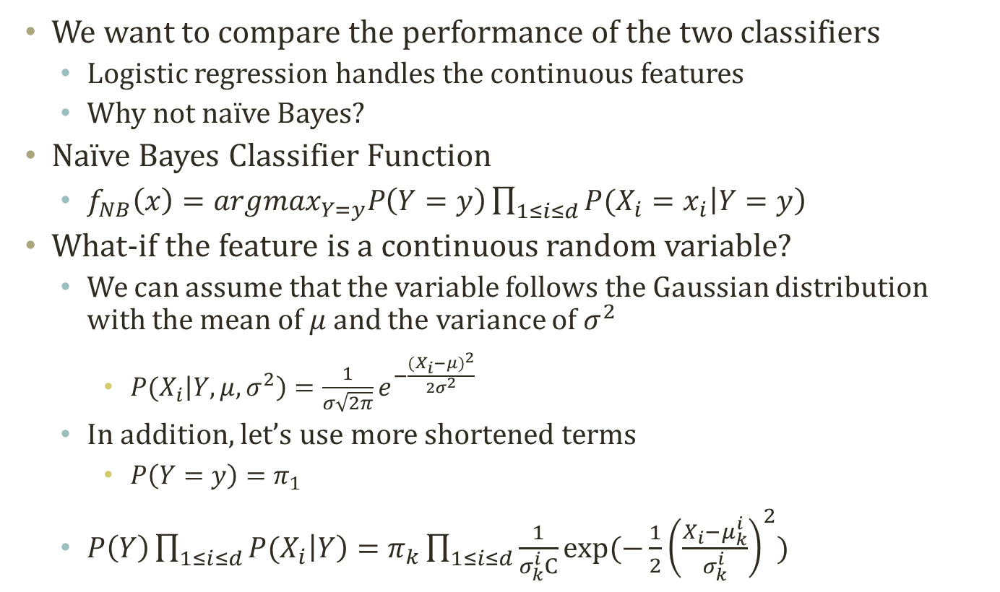 • We want to compare the performance of the two classifiers
• Logistic regression handles the continuous features
• Why not naïve Bayes?
• Naïve Bayes Classifier Function
• $f_{NB}(x) = argmax_{Y=y} P(Y = y) \prod_{1 \le i \le d} P(X_i = x_i | Y = y)$
• What-if the feature is a continuous random variable?
• We can assume that the variable follows the Gaussian distribution
with the mean of $\mu$ and the variance of $\sigma^2$
• $P(X_i | Y, \mu, \sigma^2) = \frac{1}{\sigma\sqrt{2\pi}} e^{-\frac{(X_i - \mu)^2}{2\sigma^2}}$
• In addition, let’s use more shortened terms
• $P(Y = y) = \pi_1$
• $P(Y) \prod_{1 \le i \le d} P(X_i | Y) = \pi_k \prod_{1 \le i \le d} \frac{1}{\sigma_k^i C} \exp(-\frac{1}{2} \left(\frac{X_i - \mu_k^i}{\sigma_k^i}\right)^2)$